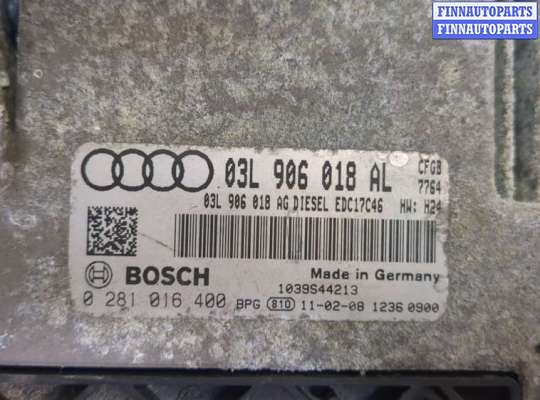 FINNAUTOPARTS
FINNAUTOPARTS
03L 906 018 AL CFGB
7764
03L 906 018 AG DIESEL EDC17C46 HW: H24
BOSCH
Made in Germany
1039S44213
0 281 016 400 BPG 810 11-02-08 1236 0900